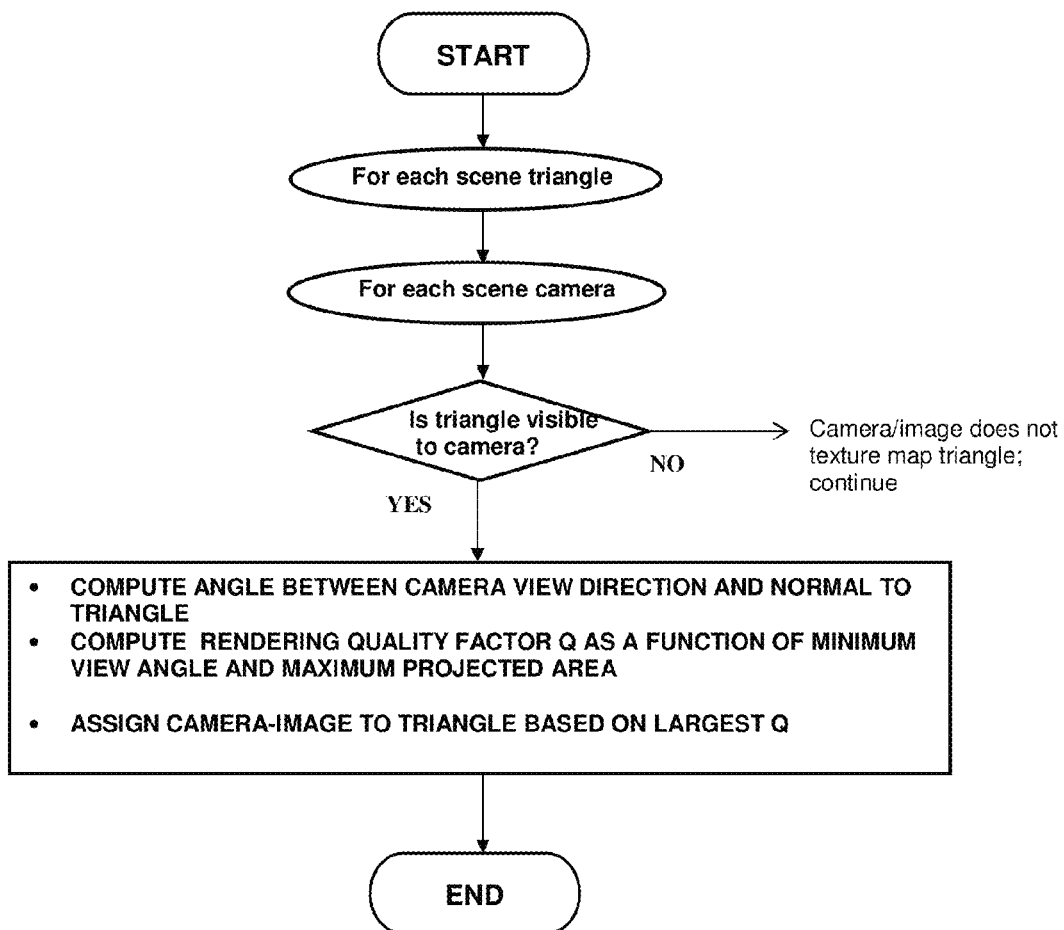 START
For each scene triangle
For each scene camera
Is triangle visible
to camera?
NO
Camera/image does not
texture map triangle;
continue
YES
• COMPUTE ANGLE BETWEEN CAMERA VIEW DIRECTION AND NORMAL TO
TRIANGLE
• COMPUTE RENDERING QUALITY FACTOR Q AS A FUNCTION OF MINIMUM
VIEW ANGLE AND MAXIMUM PROJECTED AREA
• ASSIGN CAMERA-IMAGE TO TRIANGLE BASED ON LARGEST Q
END